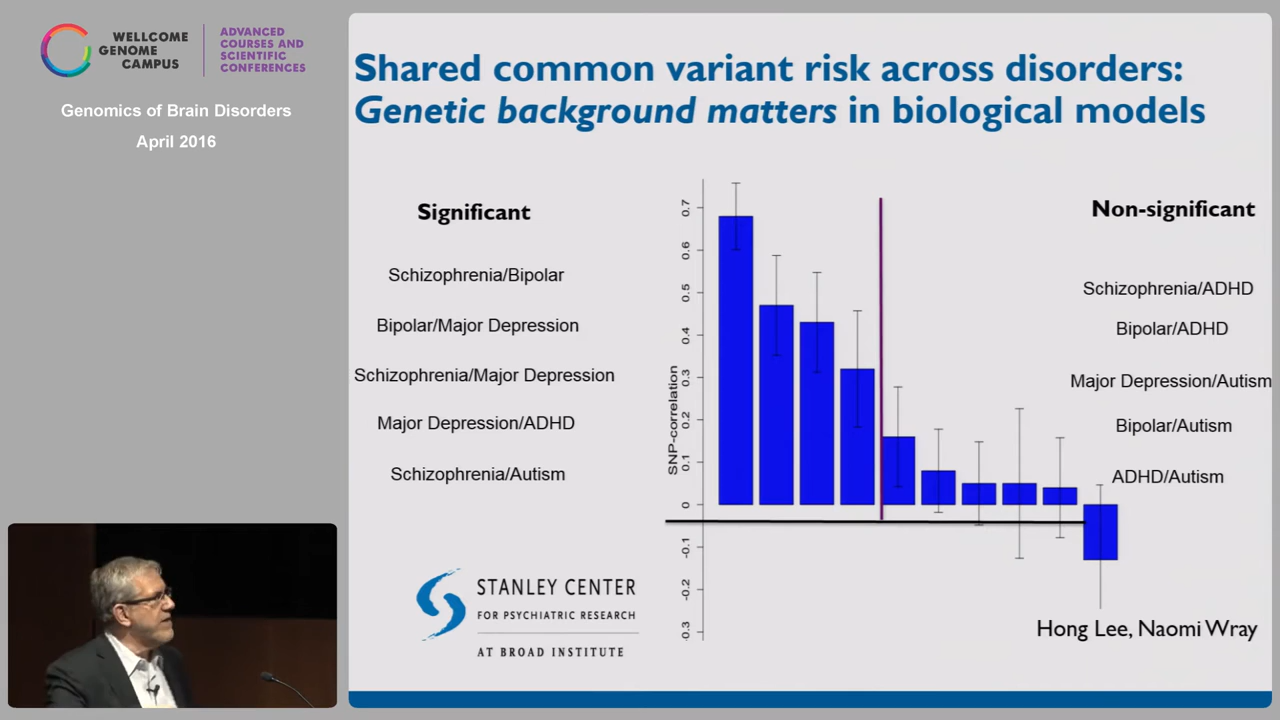 WELLCOME
GENOME
CAMPUS
ADVANCED
COURSES AND
SCIENTIFIC
CONFERENCES
Genomics of Brain Disorders
April 2016
Shared common variant risk across disorders:
Genetic background matters in biological models
Significant
Schizophrenia/Bipolar
Bipolar/Major Depression
Schizophrenia/Major Depression
Major Depression/ADHD
Schizophrenia/Autism
SNP-correlation
0.7
0.6
0.5
0.4
0.3
0.2
0.1
0
-0.1
-0.2
-0.3
Non-significant
Schizophrenia/ADHD
Bipolar/ADHD
Major Depression/Autism
Bipolar/Autism
ADHD/Autism
STANLEY CENTER
FOR PSYCHIATRIC RESEARCH
AT BROAD INSTITUTE
Hong Lee, Naomi Wray